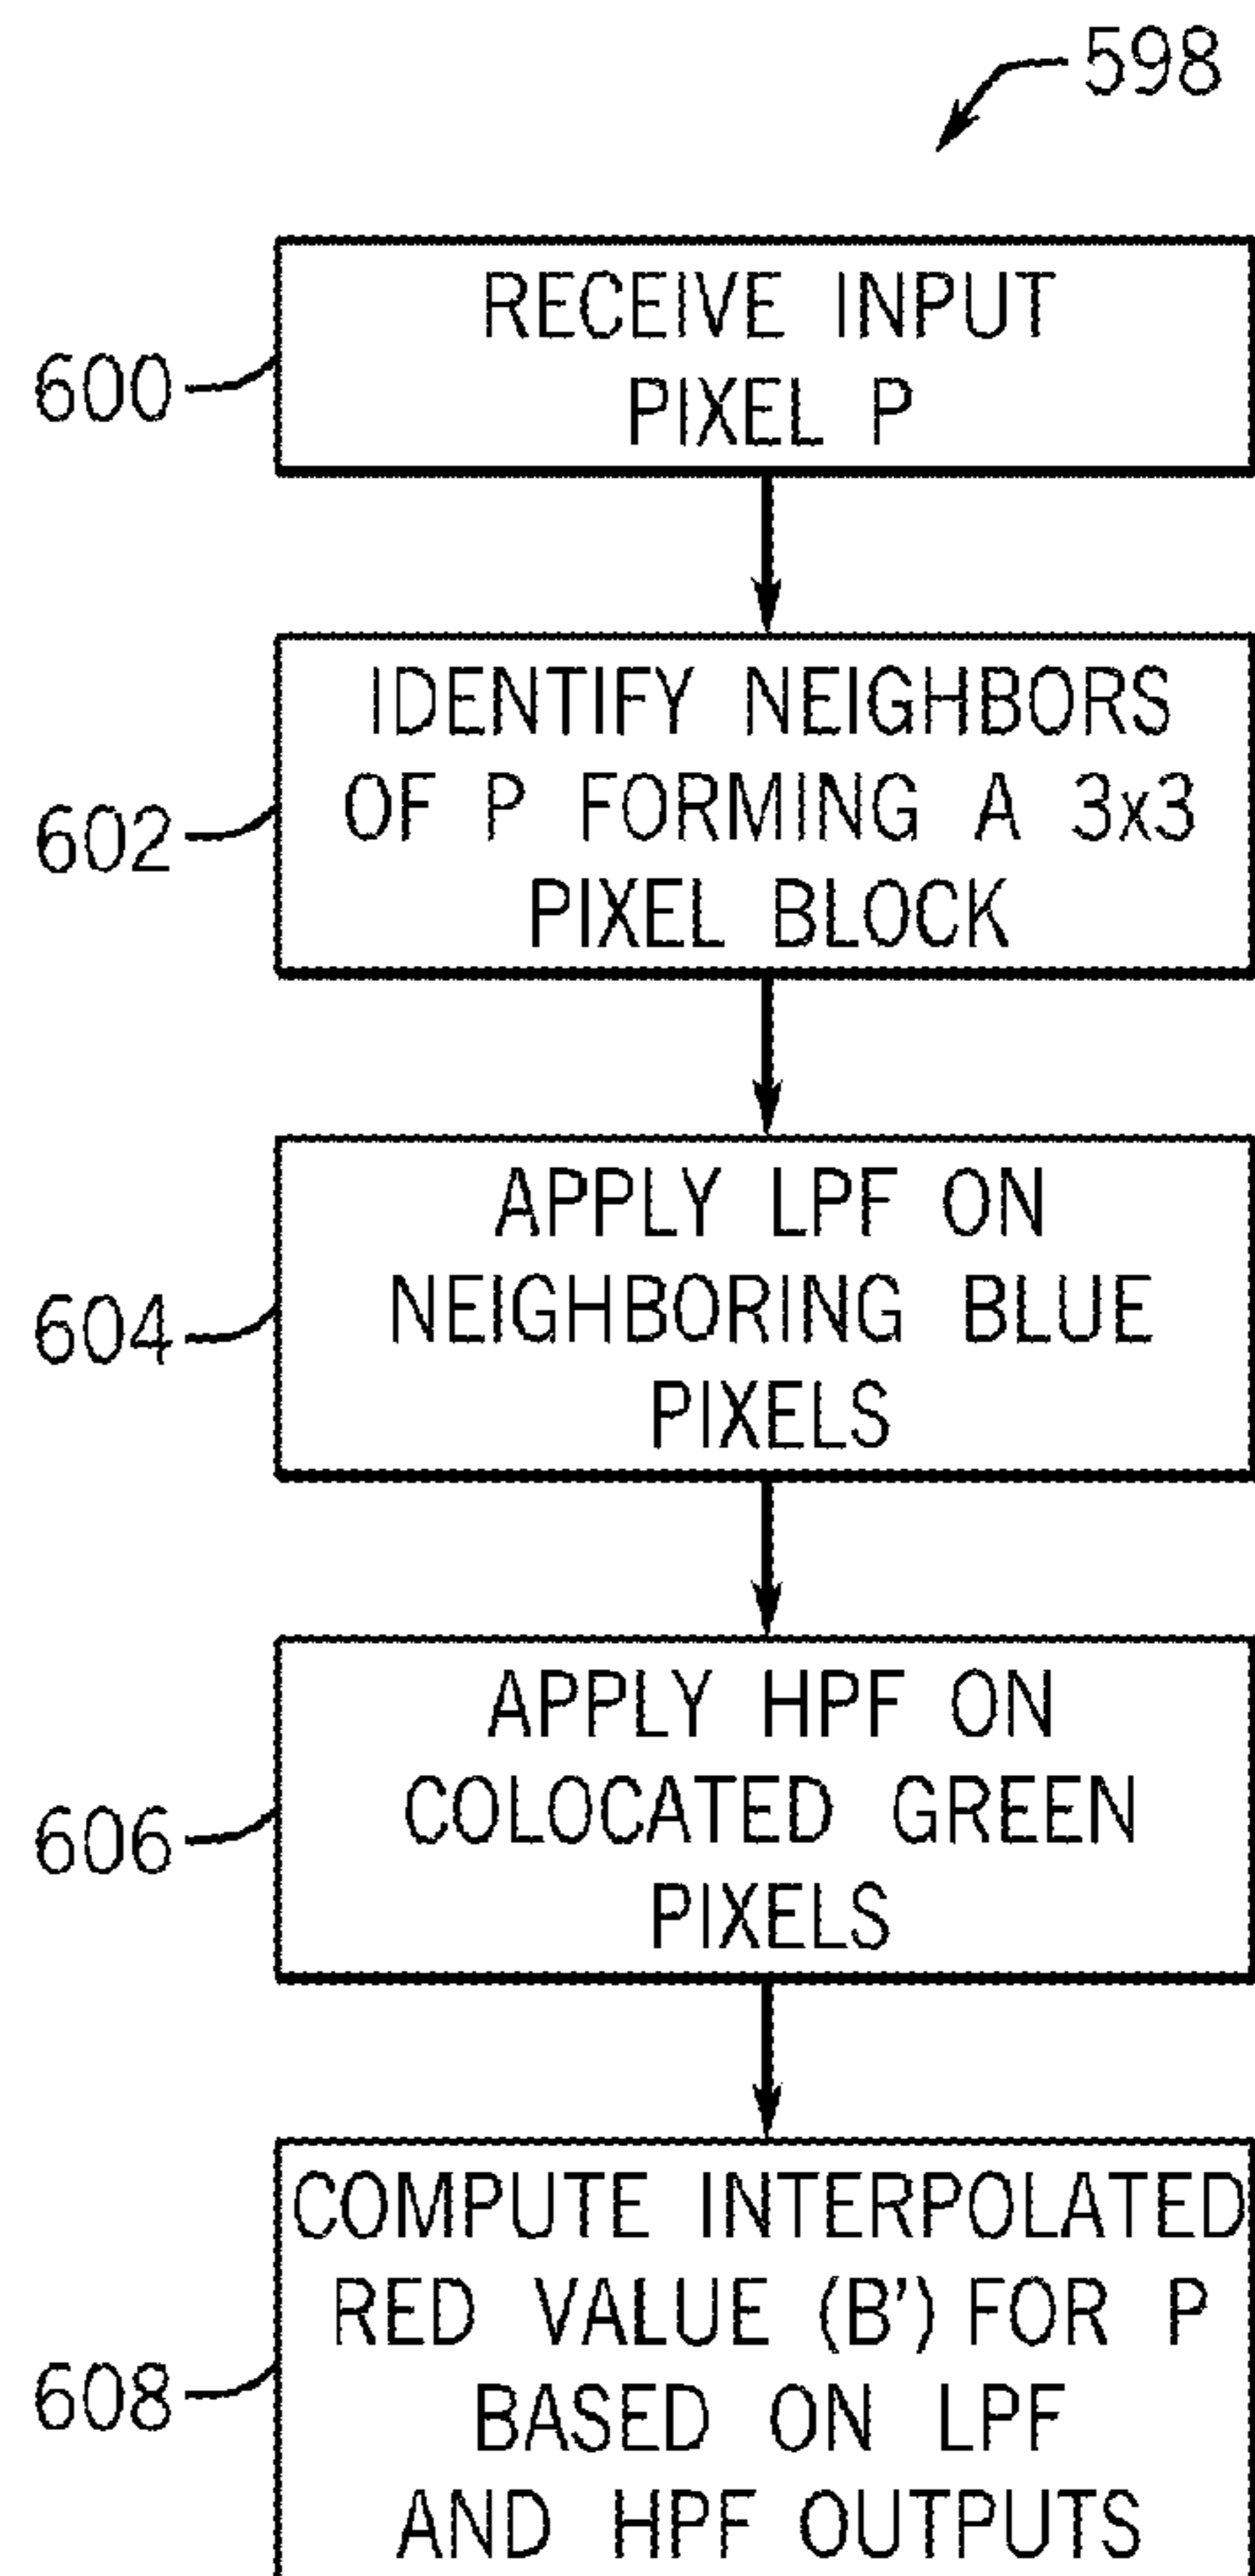 598
600
RECEIVE INPUT
PIXEL P
602
IDENTIFY NEIGHBORS
OF P FORMING A 3x3
PIXEL BLOCK
604
APPLY LPF ON
NEIGHBORING BLUE
PIXELS
606
APPLY HPF ON
COLOCATED GREEN
PIXELS
608
COMPUTE INTERPOLATED
RED VALUE (B') FOR P
BASED ON LPF
AND HPF OUTPUTS